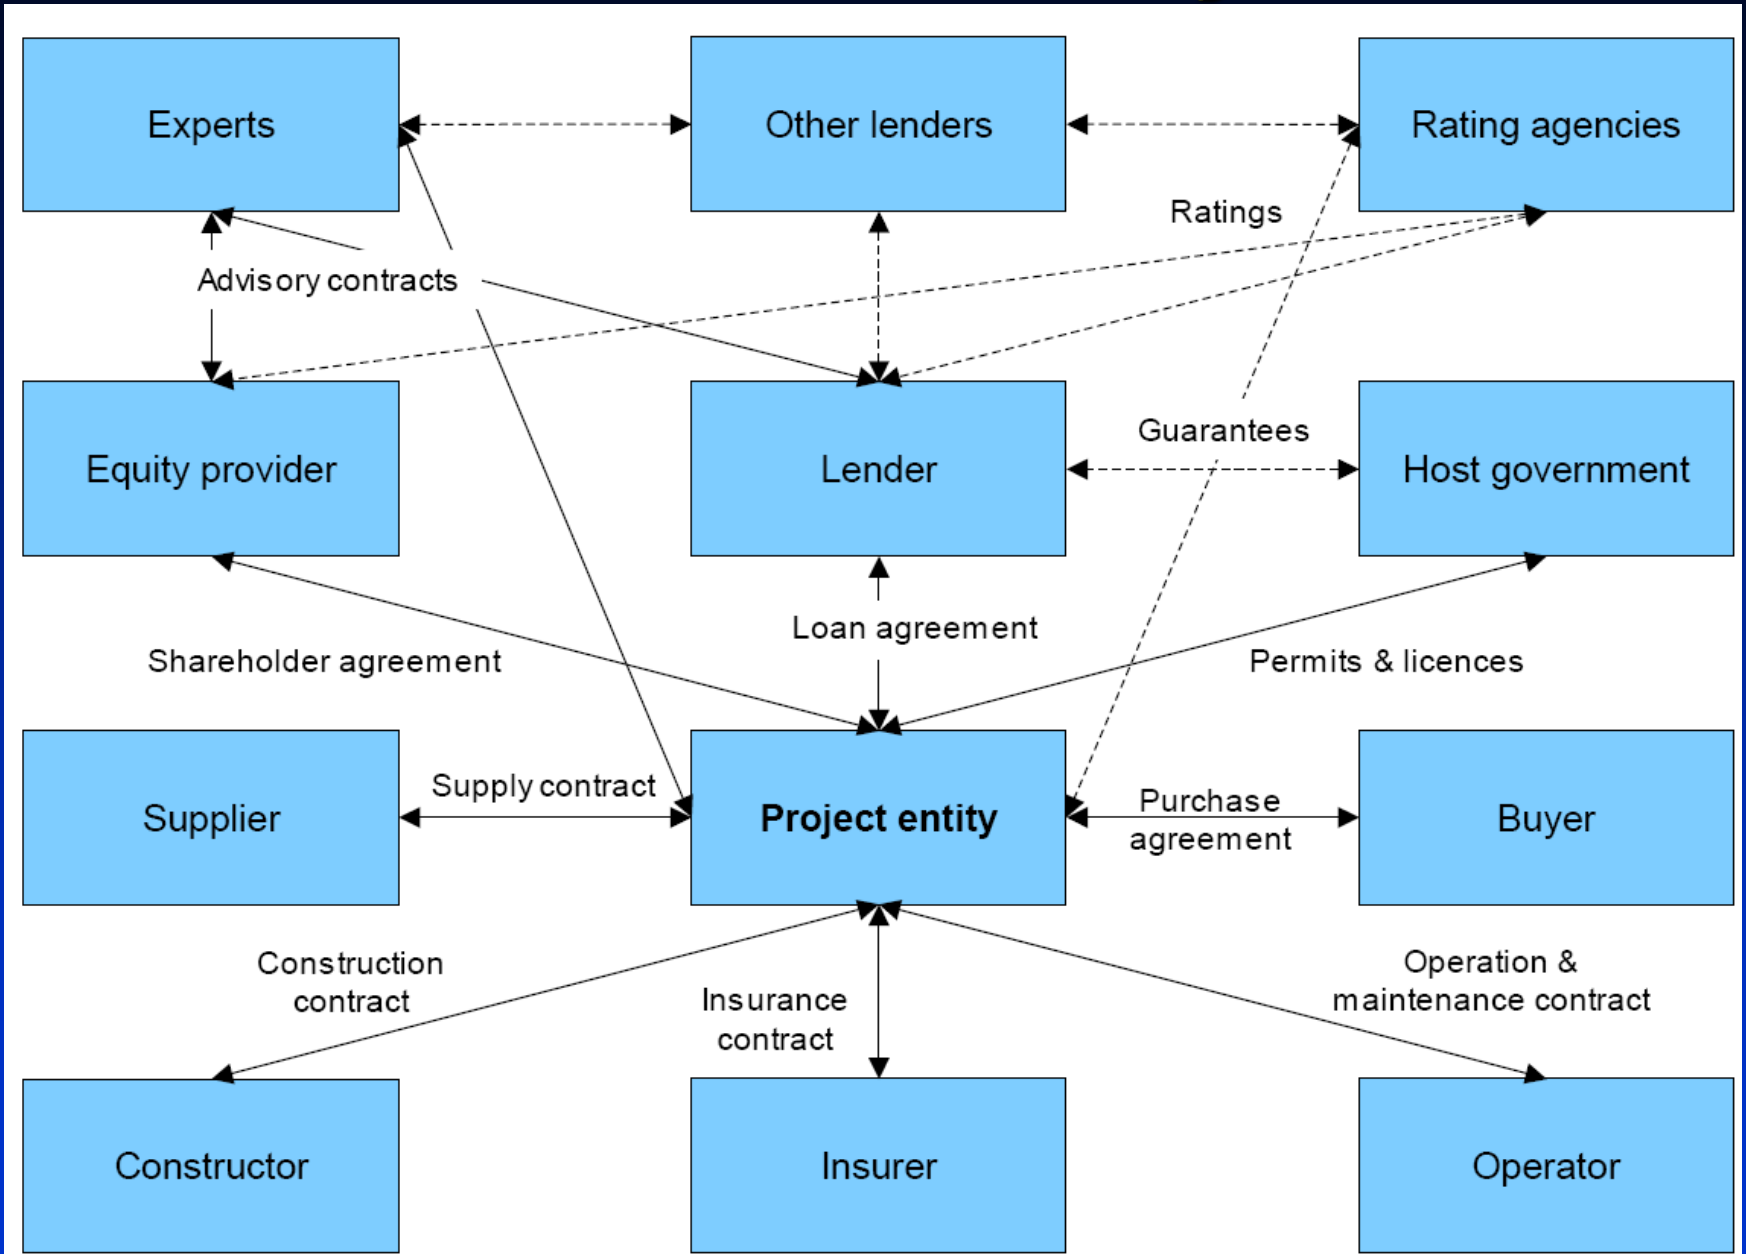 Experts
Other lenders
Rating agencies
Ratings
Advisory contracts
Guarantees
Equity provider
Lender
Host government
Loan agreement
Shareholder agreement
Permits & licences
Supply contract
Supplier
Project entity
Purchase
agreement
Buyer
Construction
contract
Insurance
contract
Operation &
maintenance contract
Constructor
Insurer
Operator